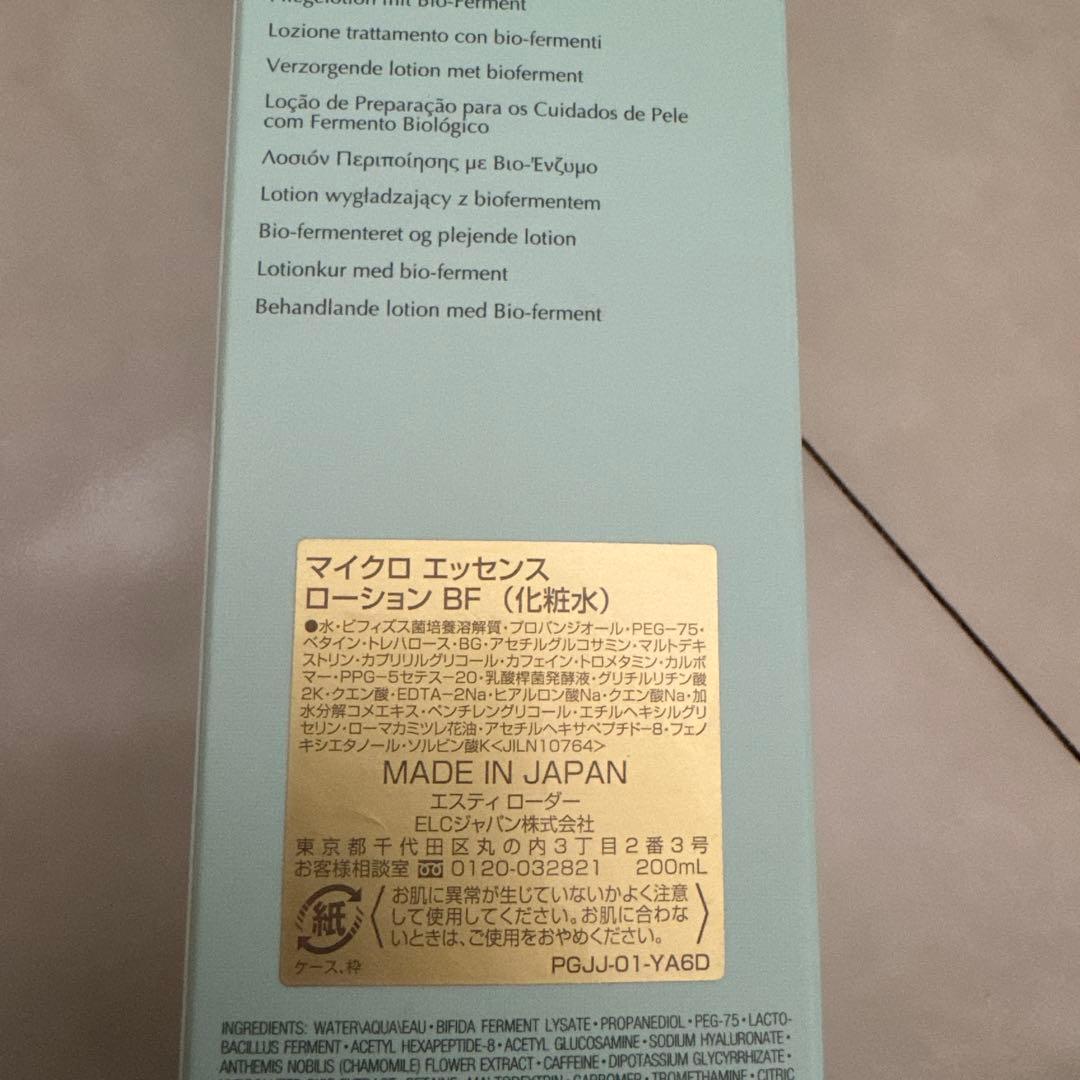 Pflegelotion mit Bio-Ferment
Lozione trattamento con bio-fermenti
Verzorgende lotion met bioferment
Loção de Preparação para os Cuidados de Pele
com Fermento Biológico
Λοσιόν Περιποίησης με Βιο-Ένζυμο
Lotion wygładzający z biofermentem
Bio-fermenteret og plejende lotion
Lotionkur med bio-ferment
Behandlande lotion med Bio-ferment
マイクロ エッセンス
ローション BF (化粧水)
●水・ビフィズス菌培養溶解質・プロパンジオール・PEG-75・
ベタイン・トレハロース・BG・アセチルグルコサミン・マルトデキ
ストリン・カプリリルグリコール・カフェイン・トロメタミン・カルボ
マー・PPG-5セテス-20・乳酸桿菌発酵液・グリチルリチン酸
2K・クエン酸・EDTA-2Na・ヒアルロン酸Na・クエン酸Na・加
水分解コメエキス・ペンチレングリコール・エチルヘキシルグリ
セリン・ローマカミツレ花油・アセチルヘキサペプチド-8・フェノ
キシエタノール・ソルビン酸K<JILN10764>
MADE IN JAPAN
エスティ ローダー
ELCジャパン株式会社
東京都千代田区丸の内3丁目2番3号
お客様相談室 0120-032821 200mL
紙
お肌に異常が生じていないかよく注意
して使用してください。お肌に合わな
いときは、ご使用をおやめください。
ケース、枠
PGJJ-01-YA6D
INGREDIENTS: WATER\AQUA\EAU • BIFIDA FERMENT LYSATE • PROPANEDIOL • PEG-75 • LACTO-
BACILLUS FERMENT • ACETYL HEXAPEPTIDE-8 • ACETYL GLUCOSAMINE • SODIUM HYALURONATE •
ANTHEMIS NOBILIS (CHAMOMILE) FLOWER EXTRACT • CAFFEINE • DIPOTASSIUM GLYCYRRHIZATE •
CARBOMER • TROMETHAMINE • CITRIC